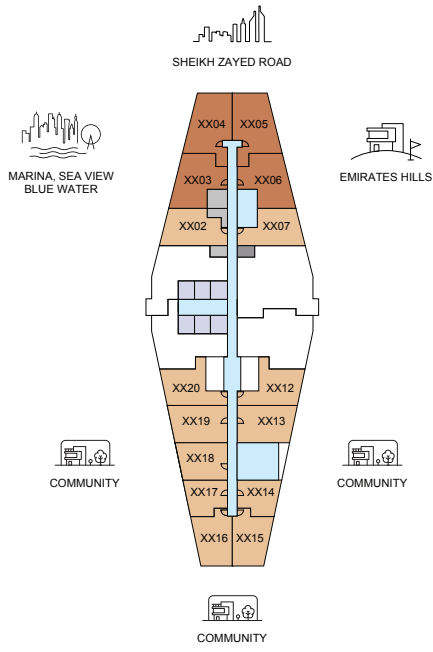 SHEIKH ZAYED ROAD
MARINA, SEA VIEW
BLUE WATER
EMIRATES HILLS
XX04
XX05
XX03
XX06
XX02
XX07
XX20
XX12
XX19
XX13
XX18
XX17
XX14
XX16
XX15
COMMUNITY
COMMUNITY
COMMUNITY